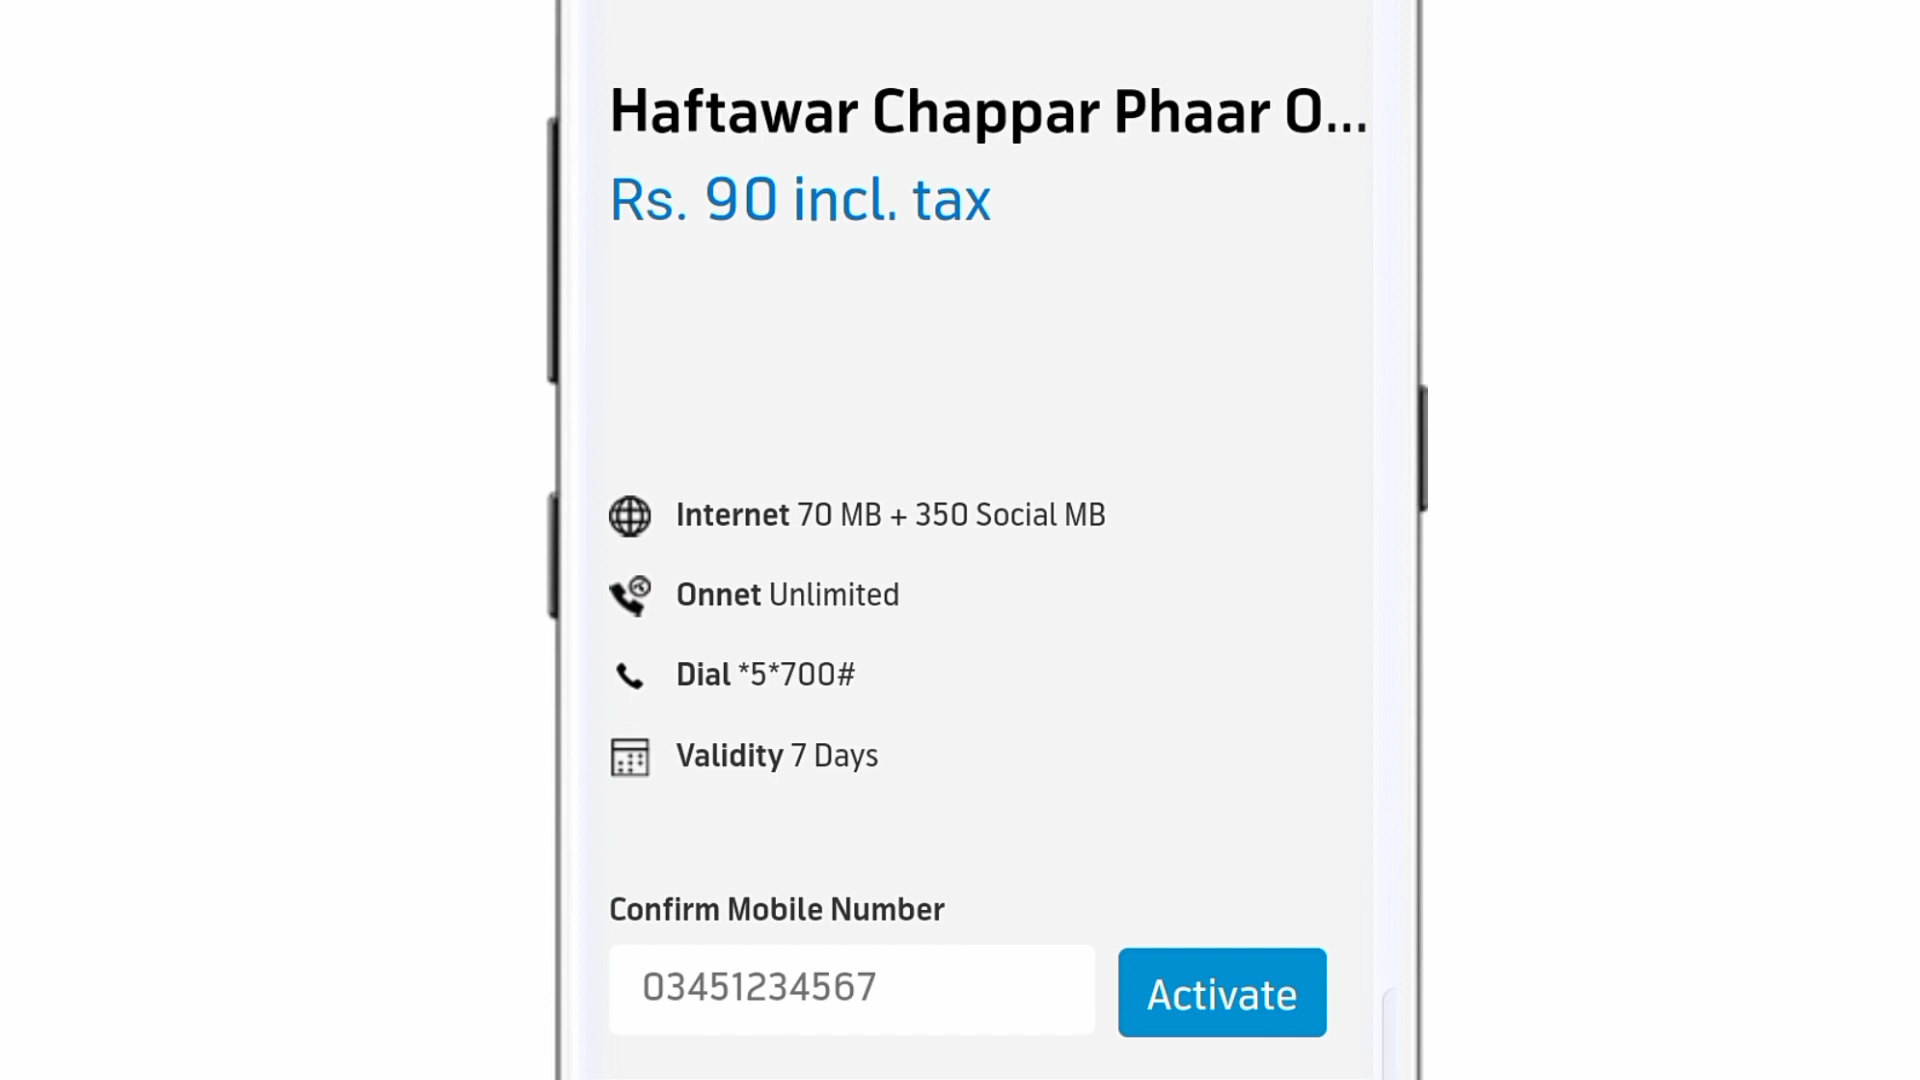 Haftawar Chappar Phaar O...
Rs. 90 incl. tax
Internet 70 MB + 350 Social MB
Onnet Unlimited
Dial *5*700#
Validity 7 Days
Confirm Mobile Number
03451234567
Activate